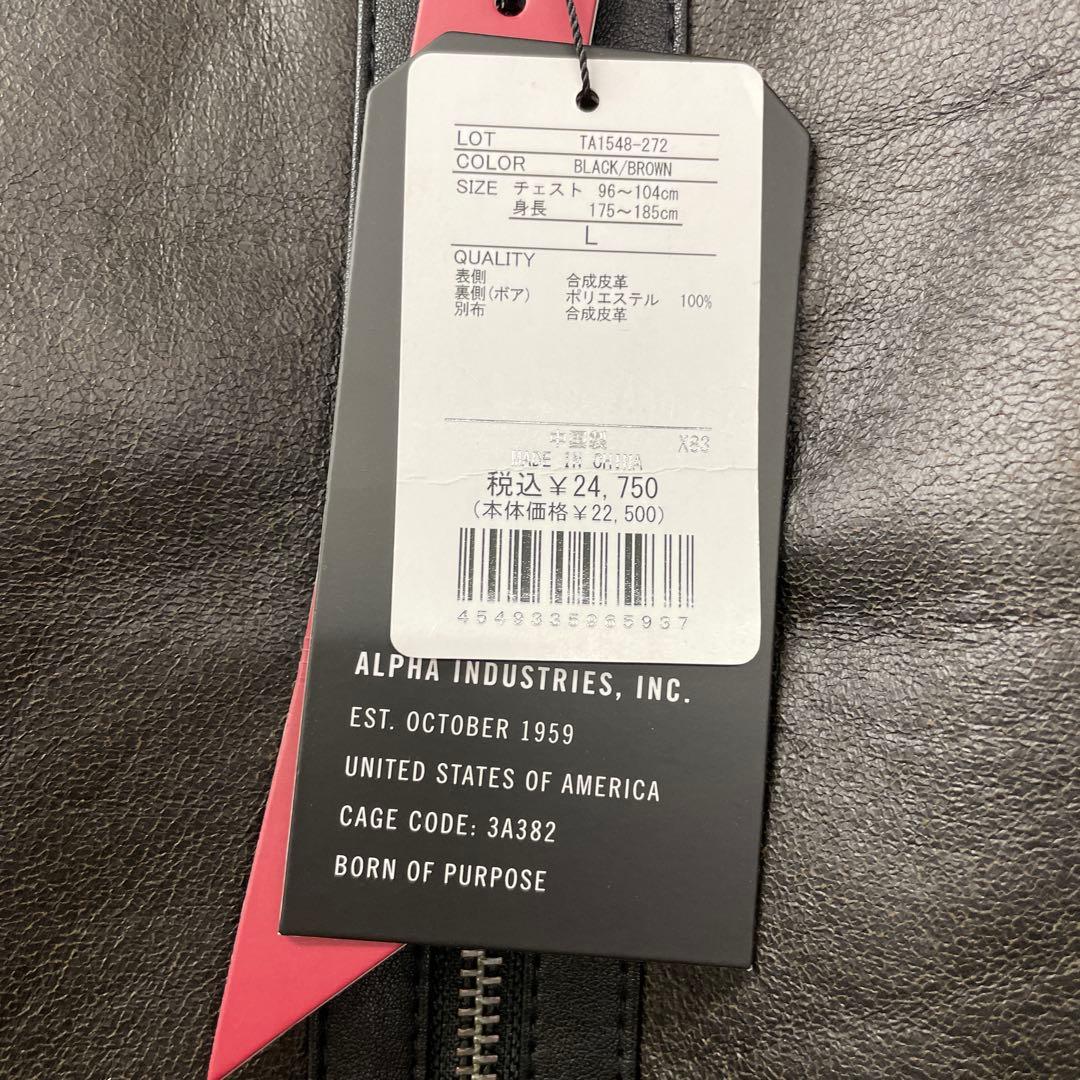 LOT TA1548-272
COLOR BLACK/BROWN
SIZE チェスト 96〜104cm
身長 175〜185cm
L
QUALITY
表側 合成皮革
裏側(ボア) ポリエステル 100%
別布 合成皮革
中国製 X83
MADE IN CHINA
税込¥24,750
(本体価格¥22,500)
4549335965937
ALPHA INDUSTRIES, INC.
EST. OCTOBER 1959
UNITED STATES OF AMERICA
CAGE CODE: 3A382
BORN OF PURPOSE